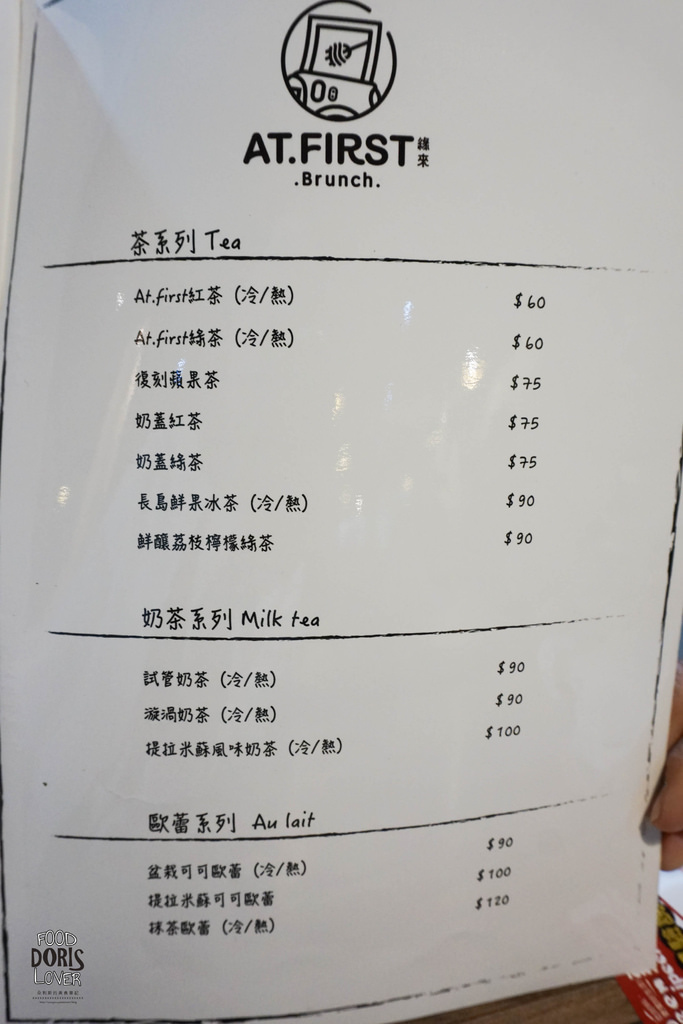 AT.FIRST 緣來
.Brunch.
茶系列 Tea
At.first紅茶 (冷/熱) $60
At.first綠茶 (冷/熱) $60
復刻蘋果茶 $75
奶蓋紅茶 $75
奶蓋綠茶 $75
長島鮮果冰茶 (冷/熱) $90
鮮釀荔枝檸檬綠茶 $90
奶茶系列 Milk tea
試管奶茶 (冷/熱) $90
漩渦奶茶 (冷/熱) $90
提拉米蘇風味奶茶 (冷/熱) $100
歐蕾系列 Au lait
盆栽可可歐蕾 (冷/熱) $90
提拉米蘇可可歐蕾 $100
抹茶歐蕾 (冷/熱) $120
FOOD
DORIS
LOVER